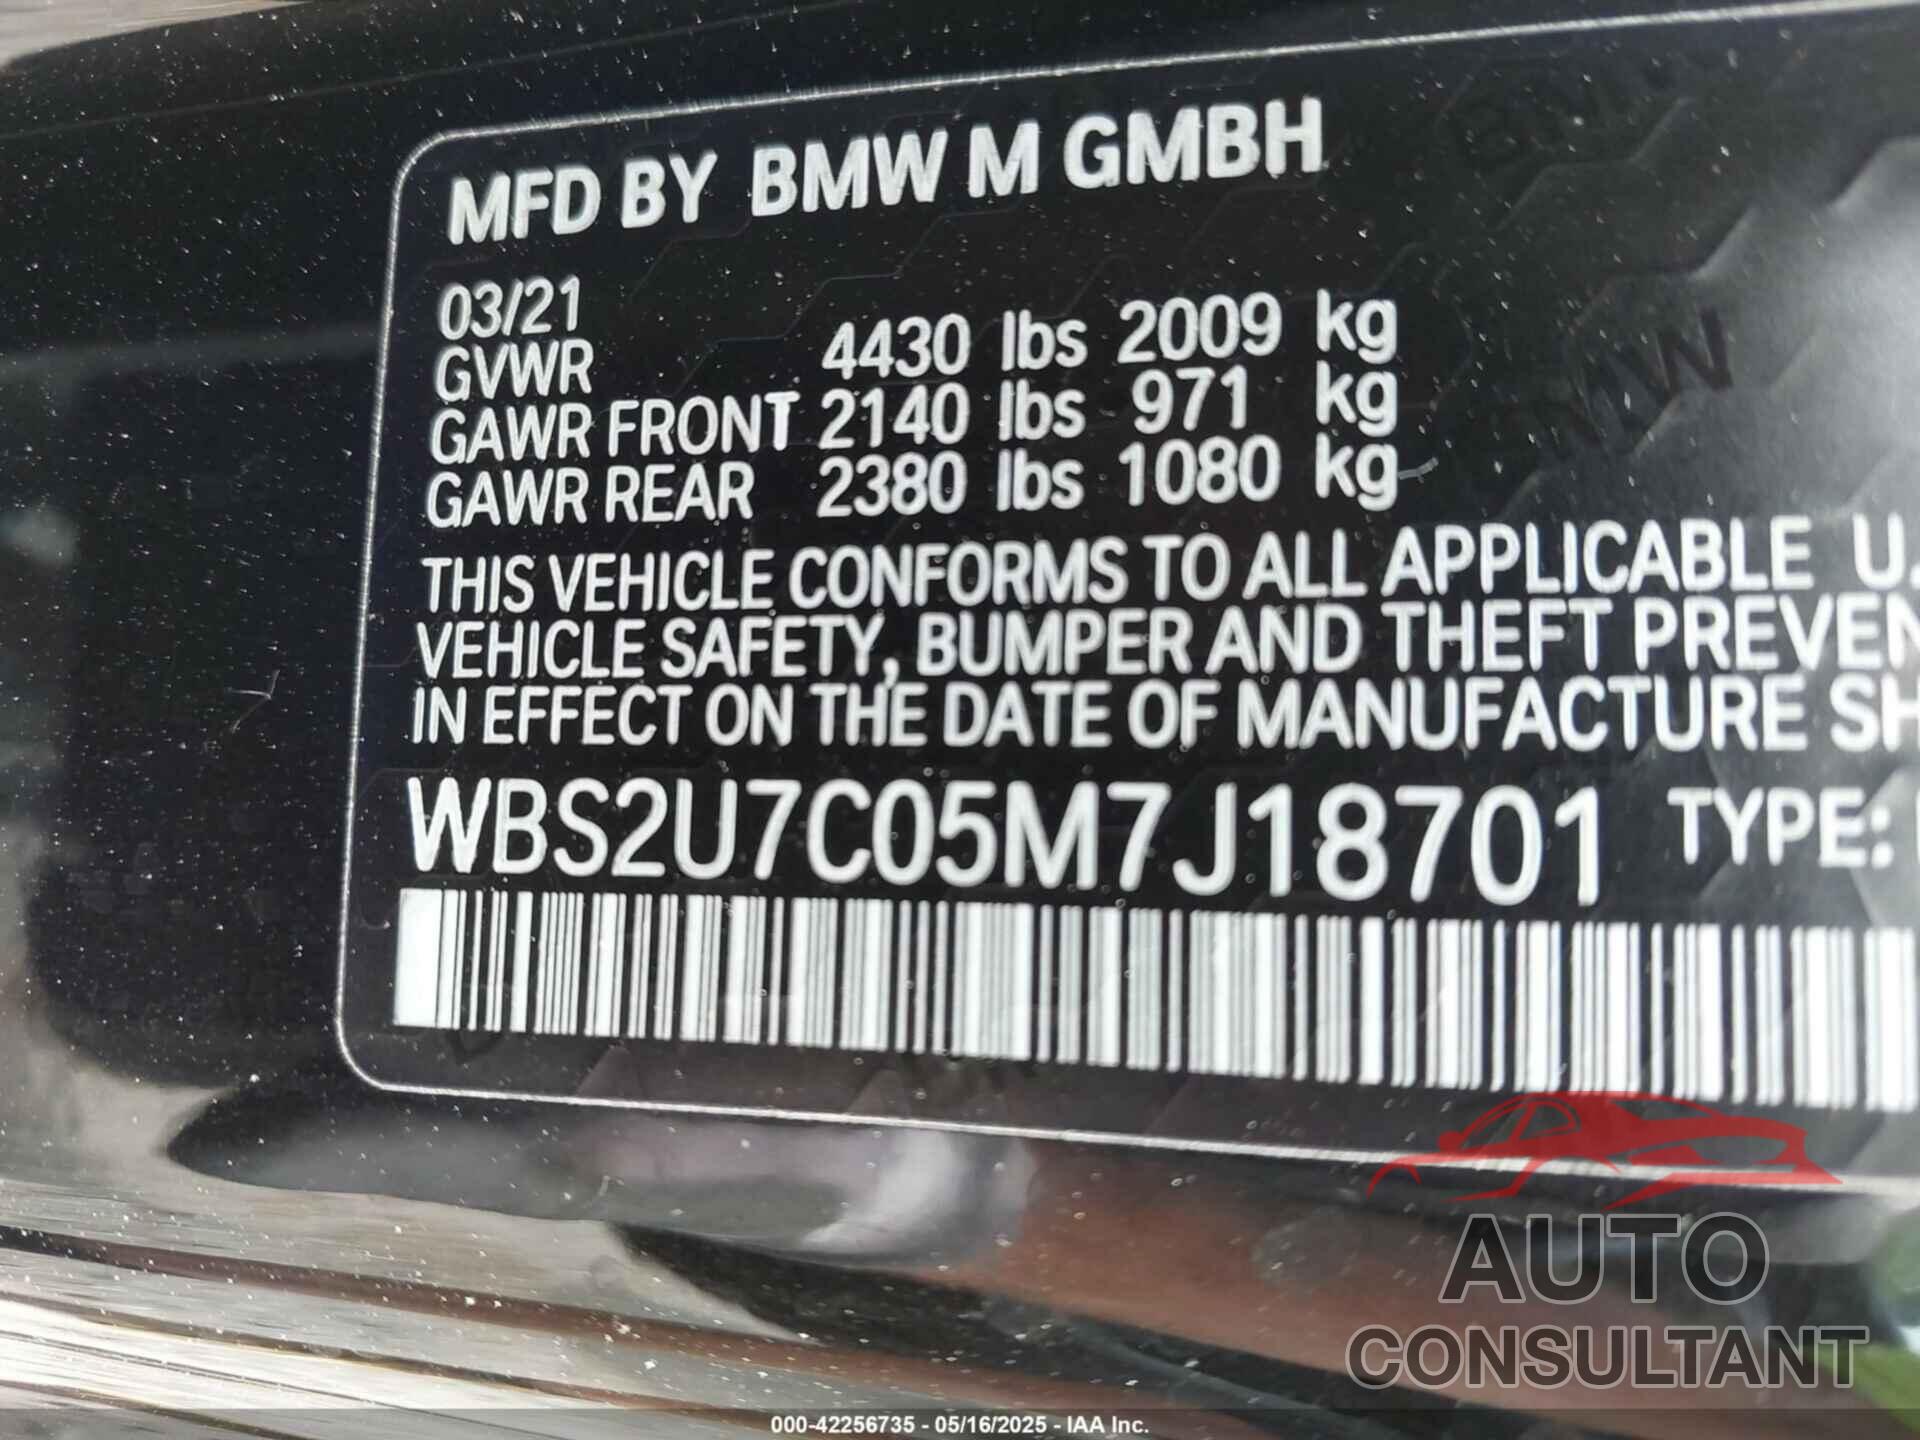 MFD BY BMW M GMBH
03/21
GVWR 4430 lbs 2009 kg
GAWR FRONT 2140 lbs 971 kg
GAWR REAR 2380 lbs 1080 kg
THIS VEHICLE CONFORMS TO ALL APPLICABLE U.
VEHICLE SAFETY, BUMPER AND THEFT PREVEN
IN EFFECT ON THE DATE OF MANUFACTURE SH
WBS2U7C05M7J18701 TYPE:
AUTO
CONSULTANT
000-42256735 - 05/16/2025 - IAA Inc.